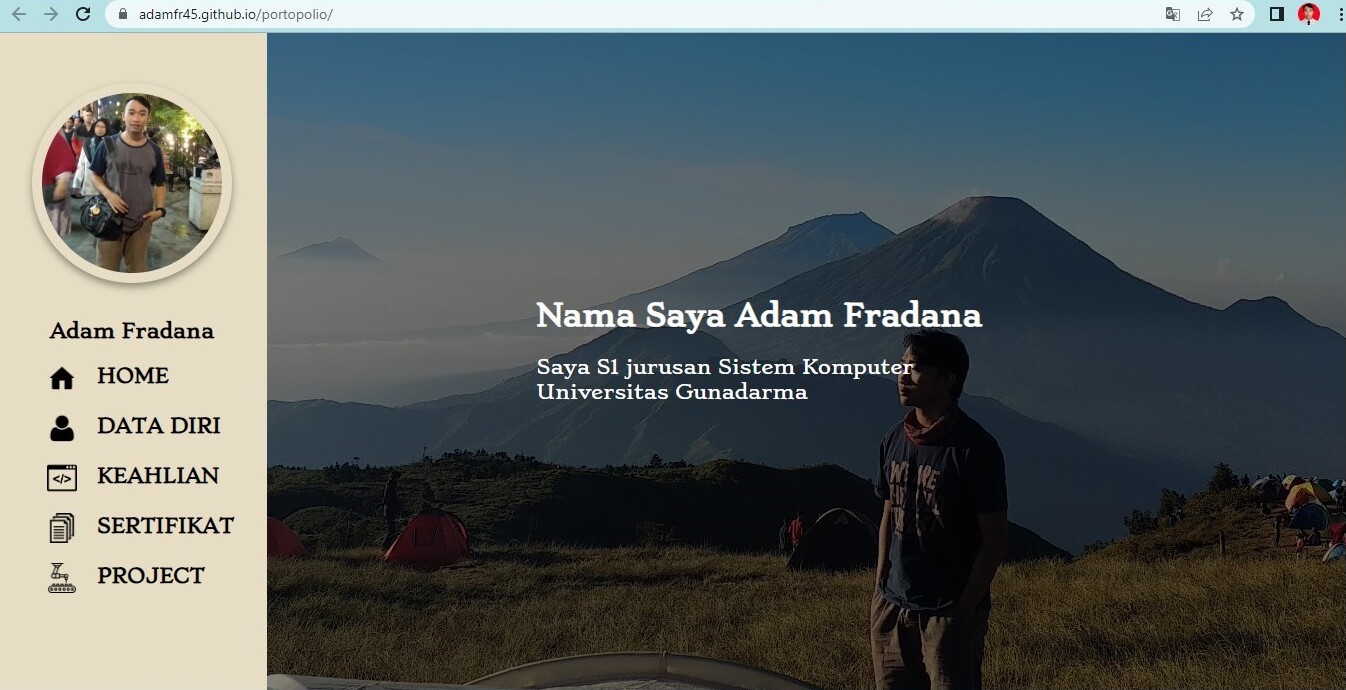 adamfr45.github.io/portopolio/
Adam Fradana
HOME
DATA DIRI
KEAHLIAN
SERTIFIKAT
PROJECT
Nama Saya Adam Fradana
Saya S1 jurusan Sistem Komputer
Universitas Gunadarma